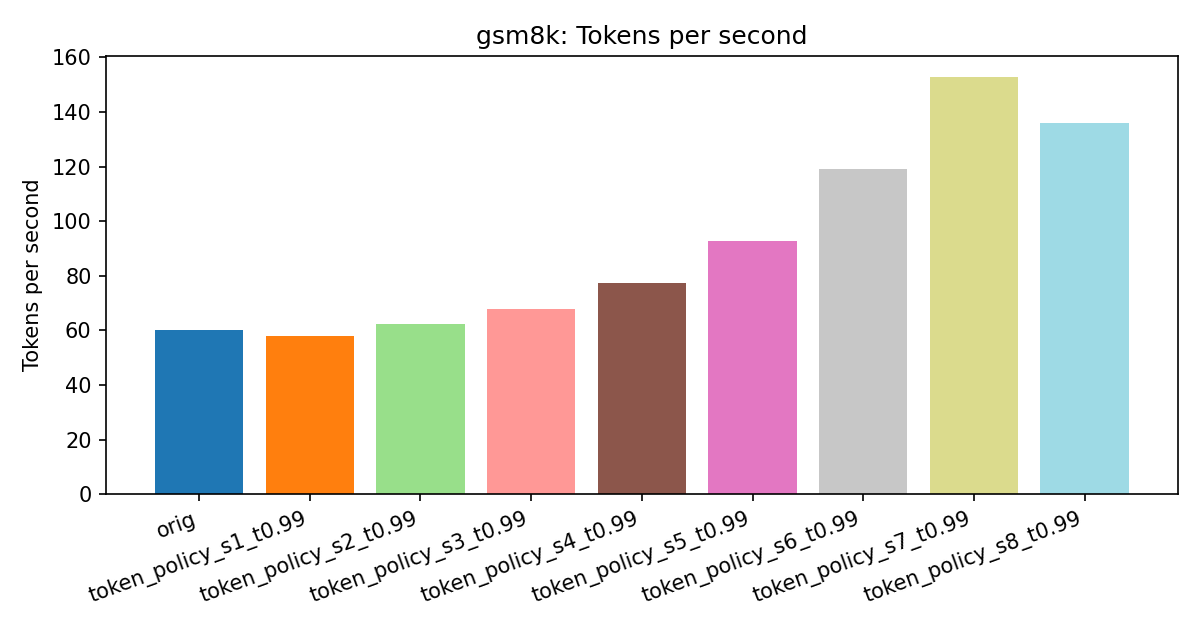 gsm8k: Tokens per second
Tokens per second
160
140
120
100
80
60
40
20
0
orig
token_policy_s1_t0.99
token_policy_s2_t0.99
token_policy_s3_t0.99
token_policy_s4_t0.99
token_policy_s5_t0.99
token_policy_s6_t0.99
token_policy_s7_t0.99
token_policy_s8_t0.99